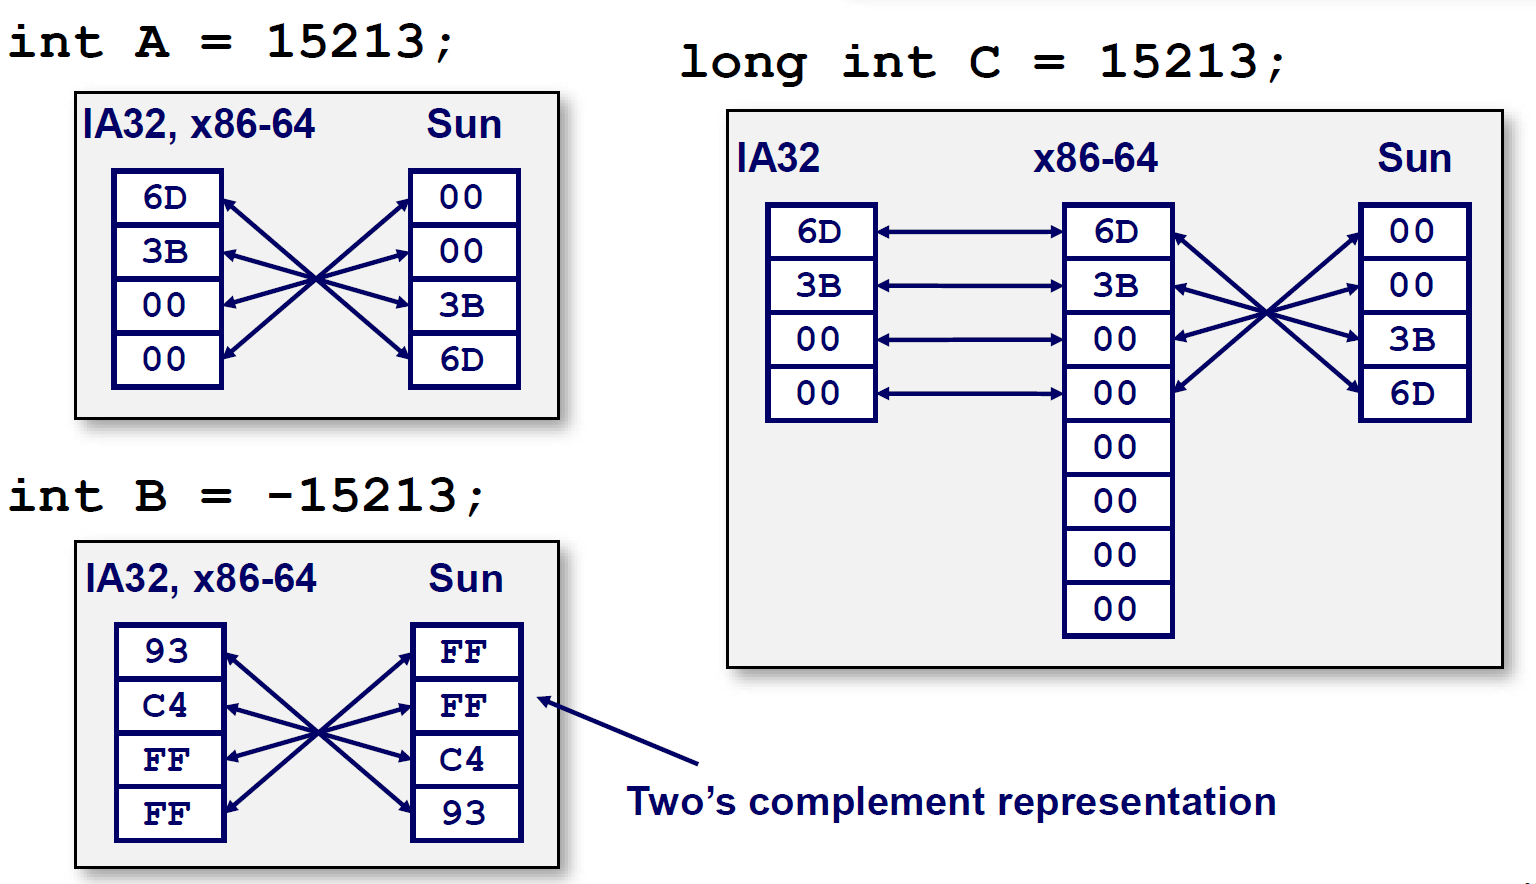 int A = 15213;
IA32, x86-64 Sun
6D 00
3B 00
00 3B
00 6D
int B = -15213;
IA32, x86-64 Sun
93 FF
C4 FF
FF C4
FF 93
Two’s complement representation
long int C = 15213;
IA32 x86-64 Sun
6D 6D 00
3B 3B 00
00 00 3B
00 00 6D
00
00
00
00